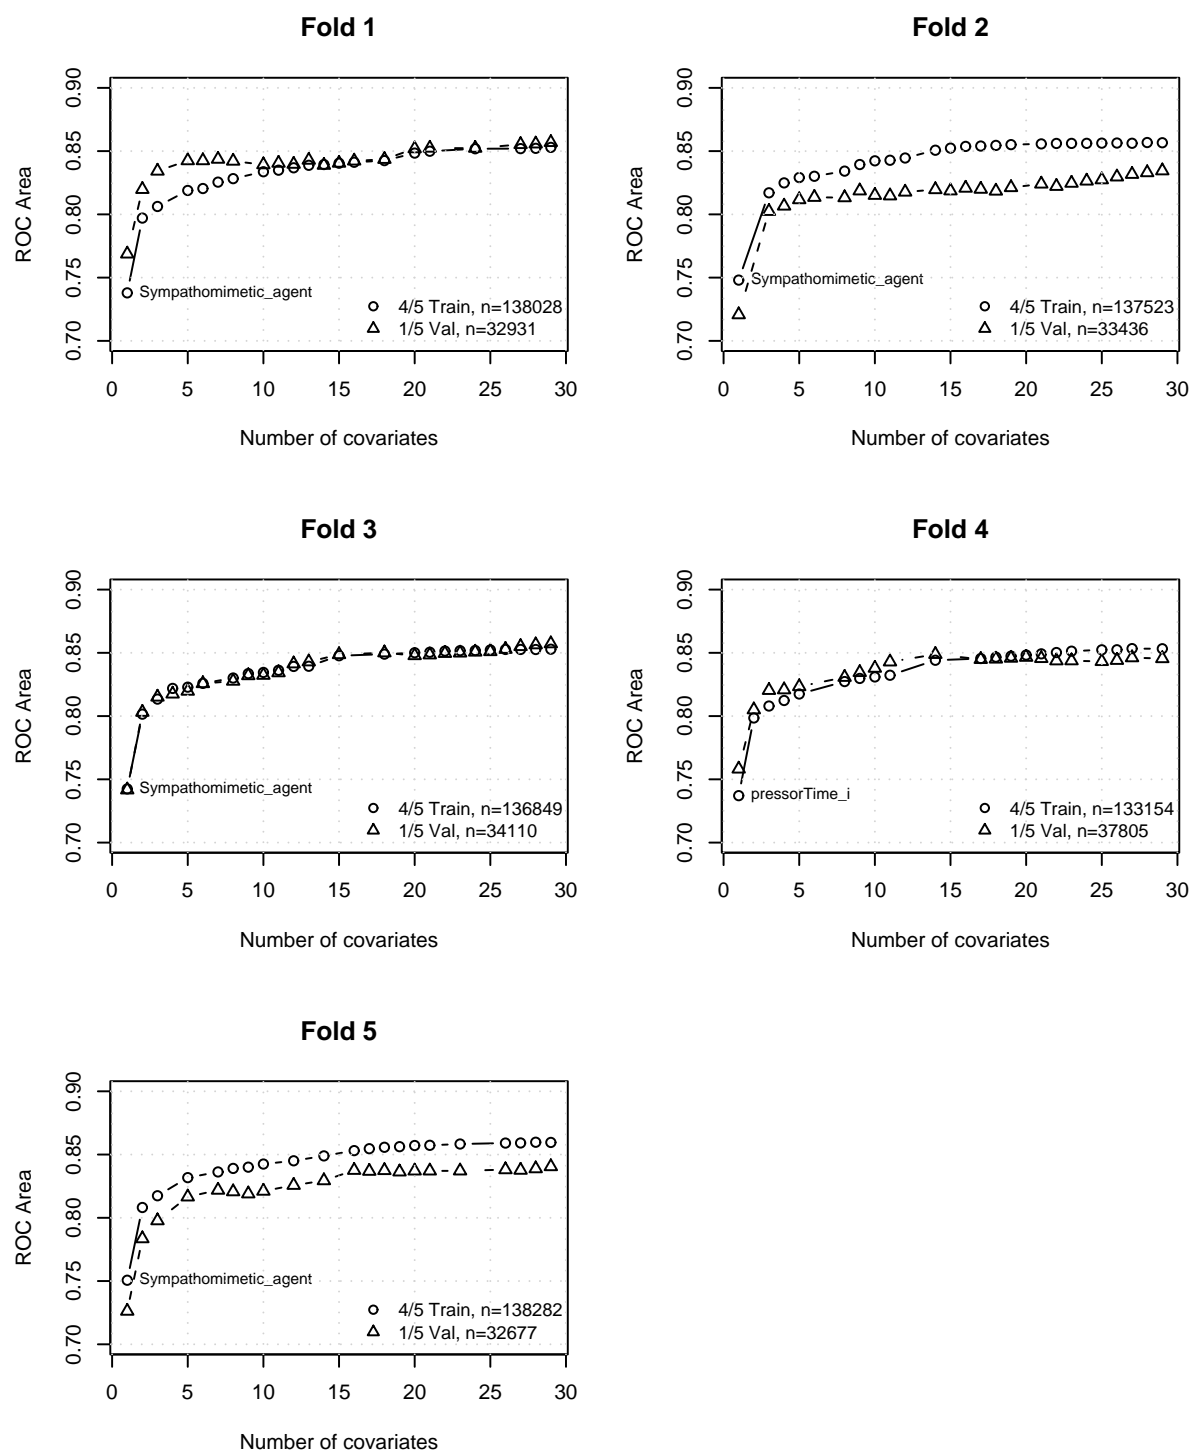 Fold 1
ROC Area
0.90
0.85
0.80
0.75
0.70
Sympathomimetic_agent
4/5 Train, n=138028
1/5 Val, n=32931
0 5 10 15 20 25 30
Number of covariates
Fold 2
ROC Area
0.90
0.85
0.80
0.75
0.70
Sympathomimetic_agent
4/5 Train, n=137523
1/5 Val, n=33436
0 5 10 15 20 25 30
Number of covariates
Fold 3
ROC Area
0.90
0.85
0.80
0.75
0.70
Sympathomimetic_agent
4/5 Train, n=136849
1/5 Val, n=34110
0 5 10 15 20 25 30
Number of covariates
Fold 4
ROC Area
0.90
0.85
0.80
0.75
0.70
pressorTime_i
4/5 Train, n=133154
1/5 Val, n=37805
0 5 10 15 20 25 30
Number of covariates
Fold 5
ROC Area
0.90
0.85
0.80
0.75
0.70
Sympathomimetic_agent
4/5 Train, n=138282
1/5 Val, n=32677
0 5 10 15 20 25 30
Number of covariates